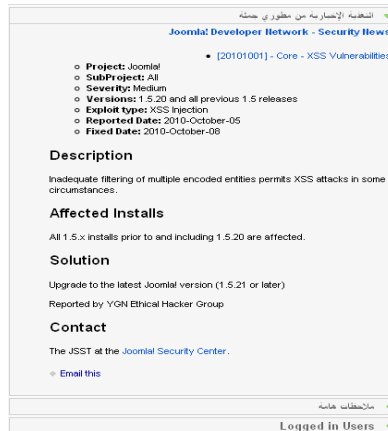 التغذية الإخبارية من مطوري جملة
Joomla! Developer Network - Security News
[20101001] - Core - XSS Vulnerabilities
Project: Joomla!
SubProject: All
Severity: Medium
Versions: 1.5.20 and all previous 1.5 releases
Exploit type: XSS Injection
Reported Date: 2010-October-05
Fixed Date: 2010-October-08
Description
Inadequate filtering of multiple encoded entities permits XSS attacks in some
circumstances.
Affected Installs
All 1.5.x installs prior to and including 1.5.20 are affected.
Solution
Upgrade to the latest Joomla! version (1.5.21 or later)
Reported by YGN Ethical Hacker Group
Contact
The JSST at the Joomla! Security Center.
Email this
ملاحظات هامة
Logged in Users